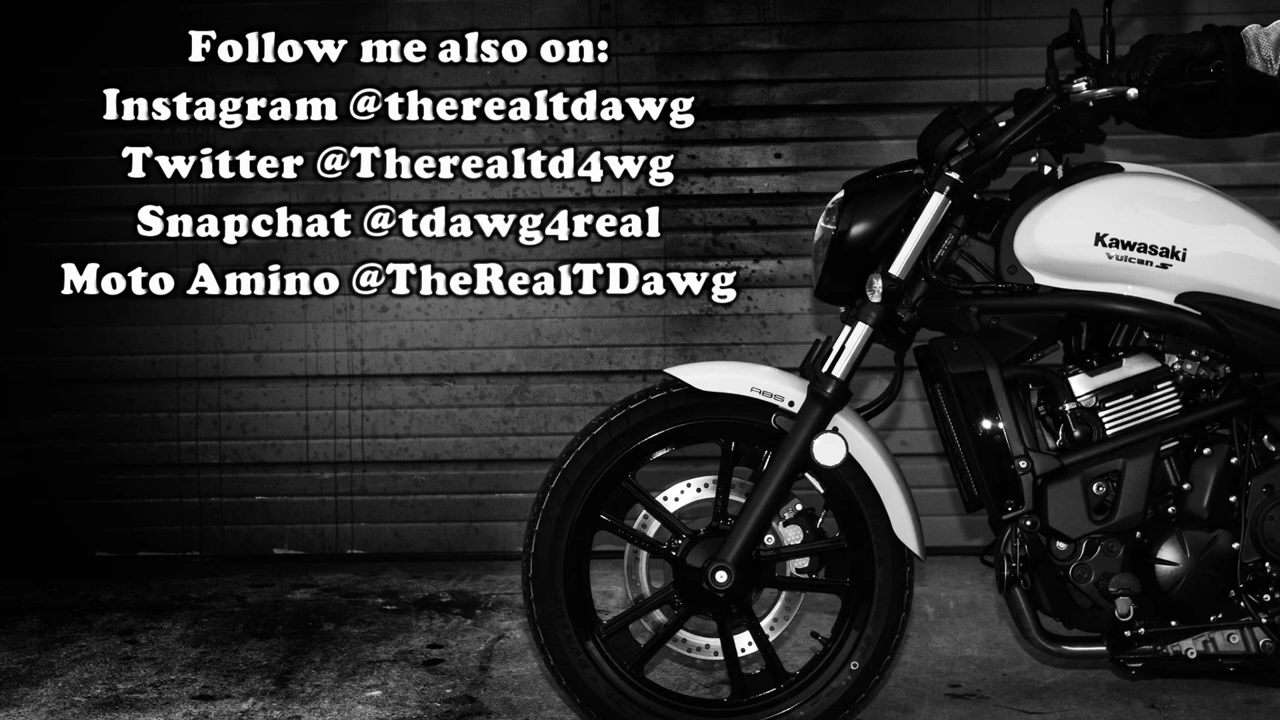 Follow me also on:
Instagram @therealtdawg
Twitter @Therealtd4wg
Snapchat @tdawg4real
Moto Amino @TheRealTDawg
Kawasaki
Vulcan S
ABS